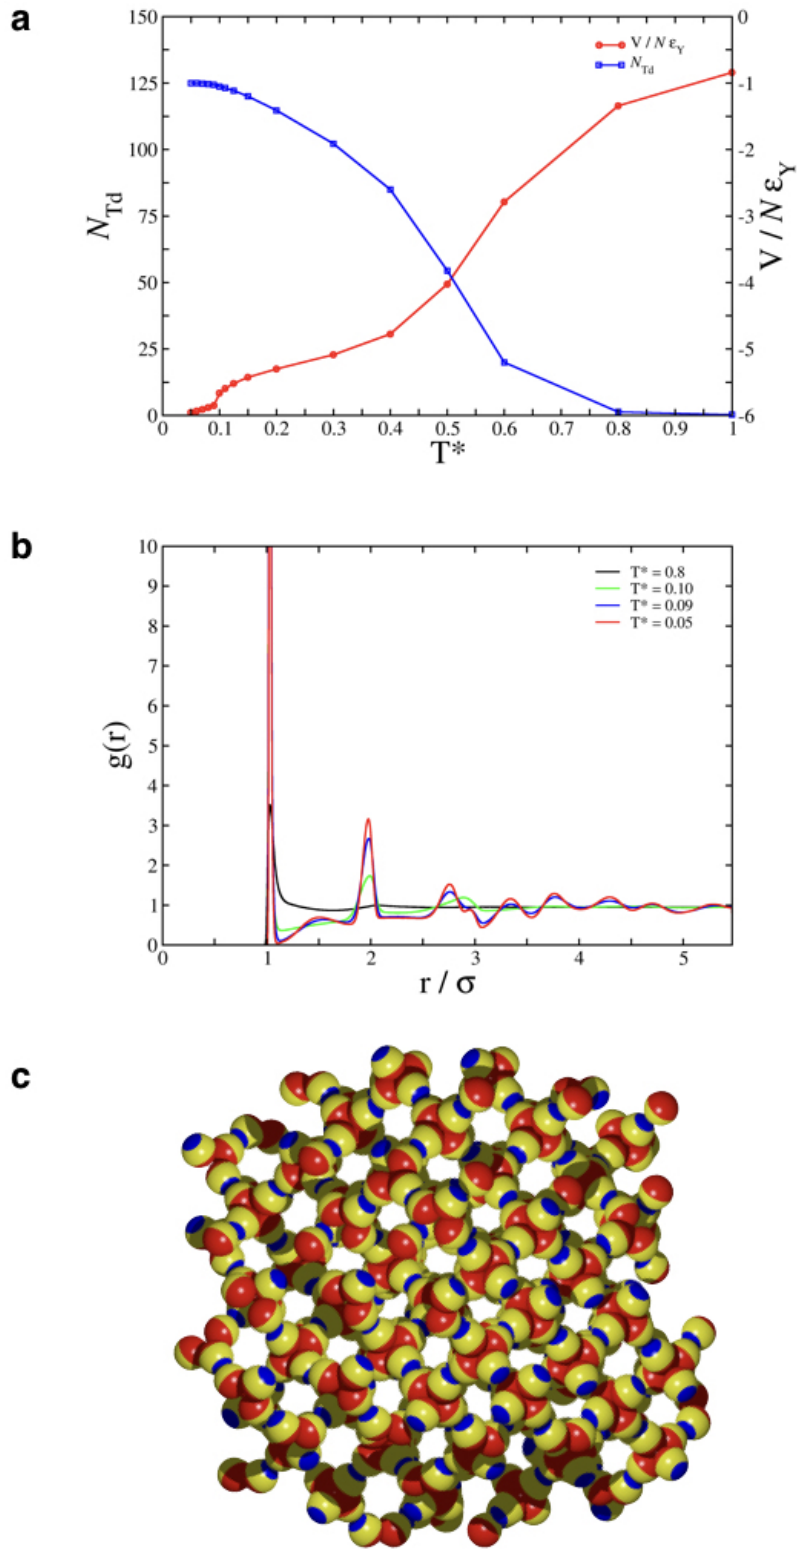 a
150
125
100
75
50
25
0
N_Td
0
-1
-2
-3
-4
-5
-6
V / N ε_Y
V / N ε_Y
N_Td
0 0.1 0.2 0.3 0.4 0.5 0.6 0.7 0.8 0.9 1
T*
b
10
9
8
7
6
5
4
3
2
1
0
g(r)
T* = 0.8
T* = 0.10
T* = 0.09
T* = 0.05
0 1 2 3 4 5
r / σ
c